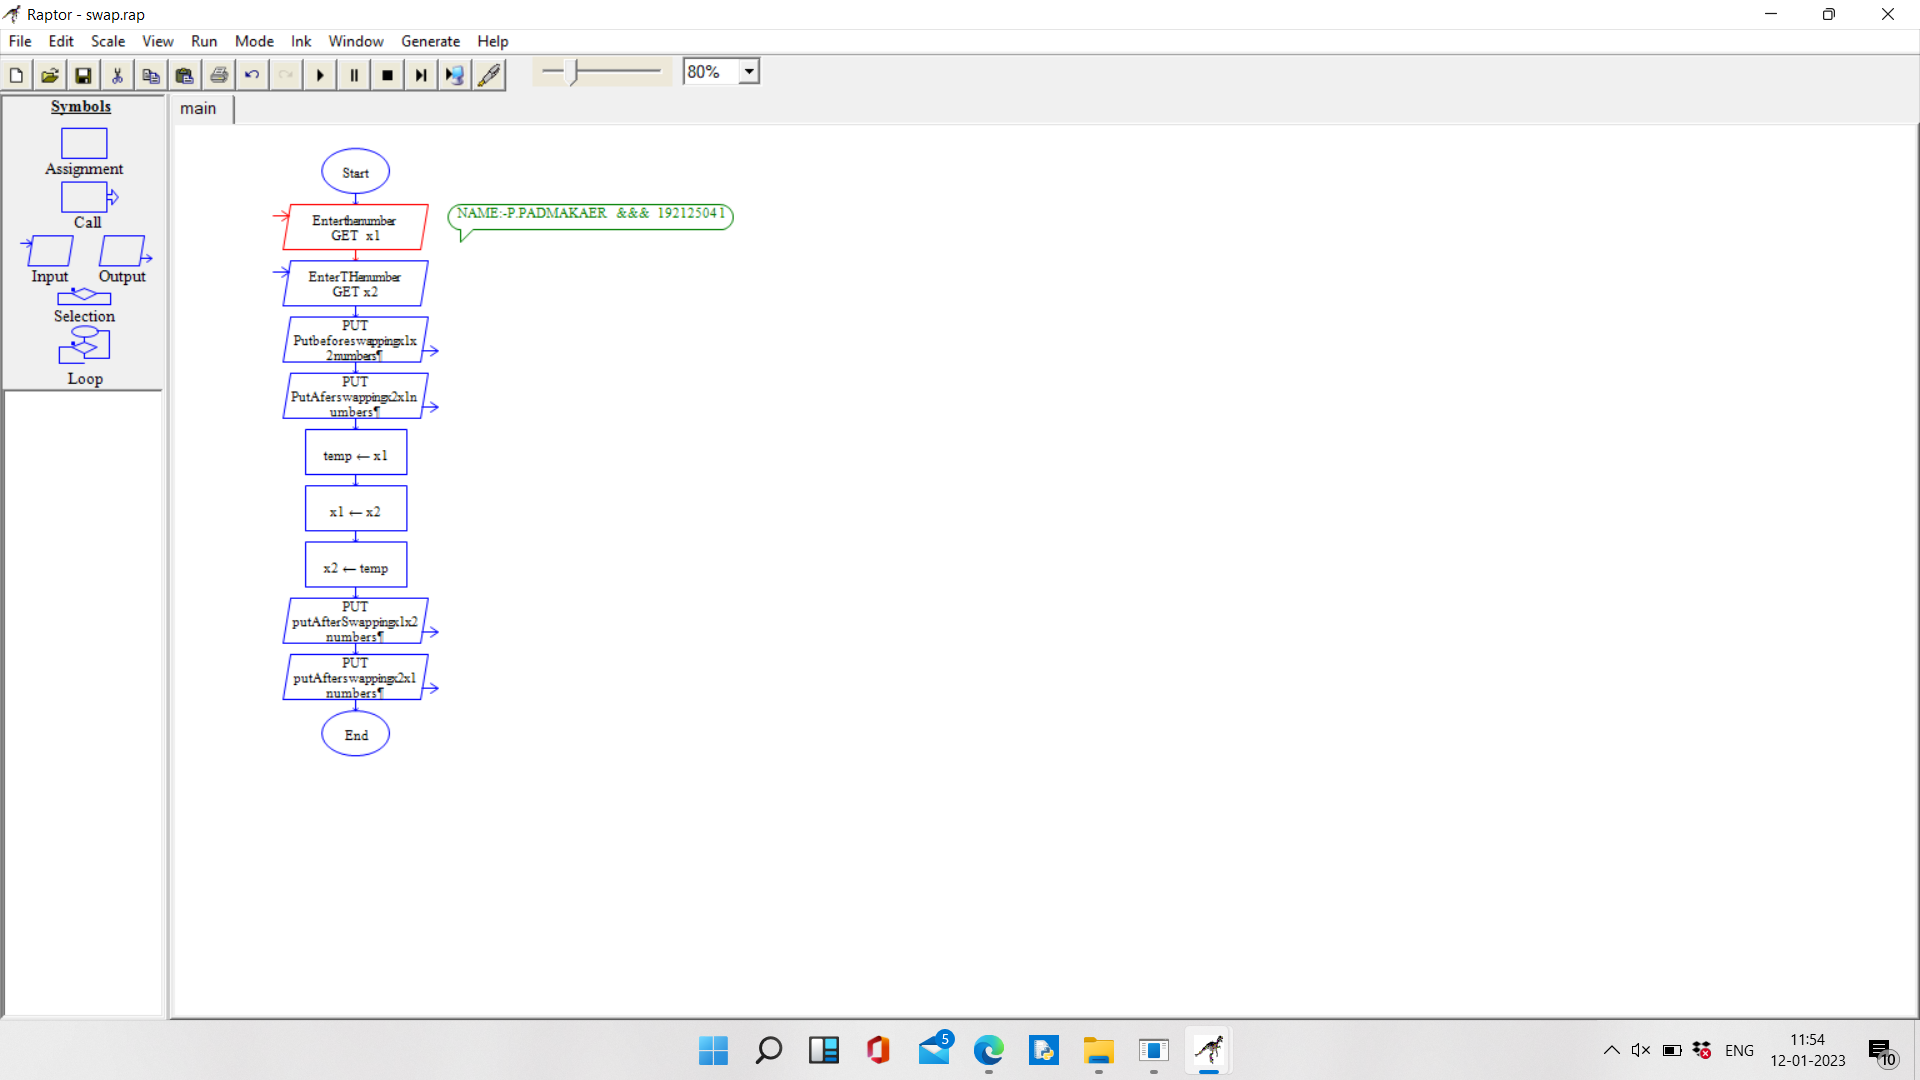 Raptor - swap.rap
File Edit Scale View Run Mode Ink Window Generate Help
80%
Symbols
Assignment
Call
Input Output
Selection
Loop
main
Start
Enterthenumber
GET x1
NAME:-P.PADMAKAER &&& 192125041
EnterTHenumber
GET x2
PUT
Putbeforeswappingx1x
2numbers¶
PUT
PutAferswappingx2x1n
umbers¶
temp ← x1
x1 ← x2
x2 ← temp
PUT
putAfterSwappingx1x2
numbers¶
PUT
putAfterswappingx2x1
numbers¶
End
5
ENG
11:54
12-01-2023
10